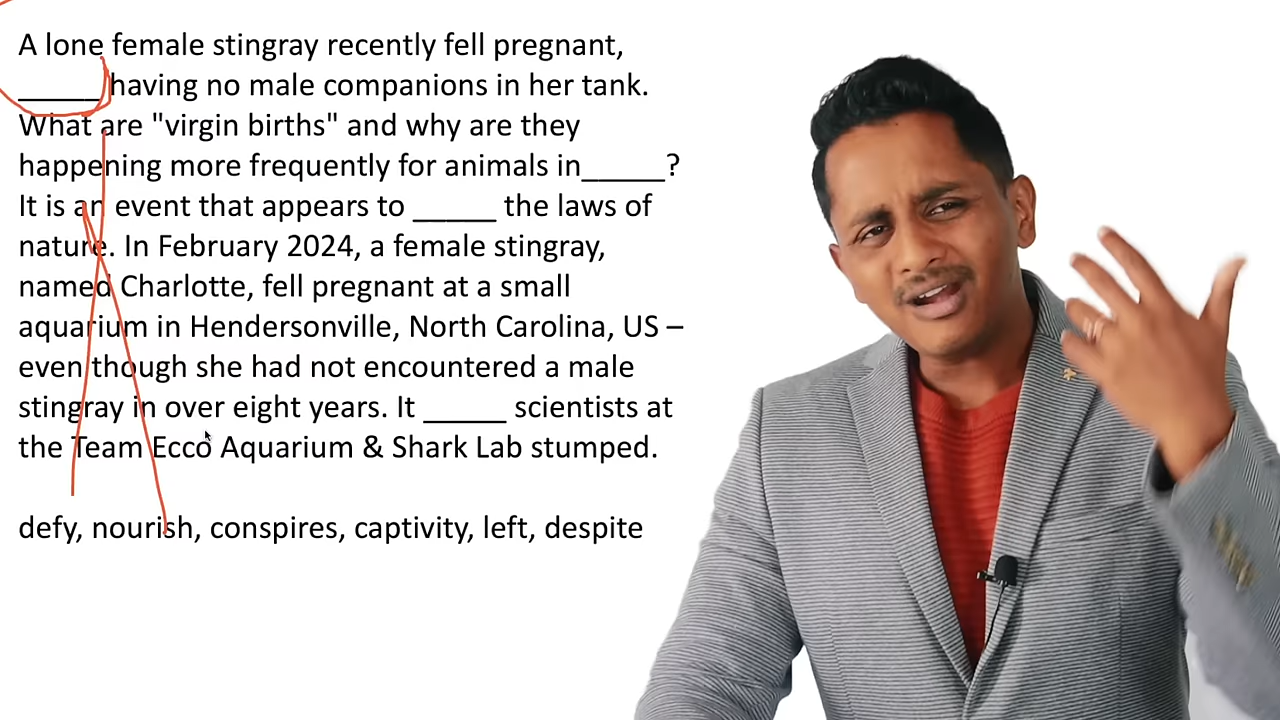 A lone female stingray recently fell pregnant,
_____ having no male companions in her tank.
What are "virgin births" and why are they
happening more frequently for animals in_____?
It is an event that appears to _____ the laws of
nature. In February 2024, a female stingray,
named Charlotte, fell pregnant at a small
aquarium in Hendersonville, North Carolina, US –
even though she had not encountered a male
stingray in over eight years. It _____ scientists at
the Team Ecco Aquarium & Shark Lab stumped.
defy, nourish, conspires, captivity, left, despite